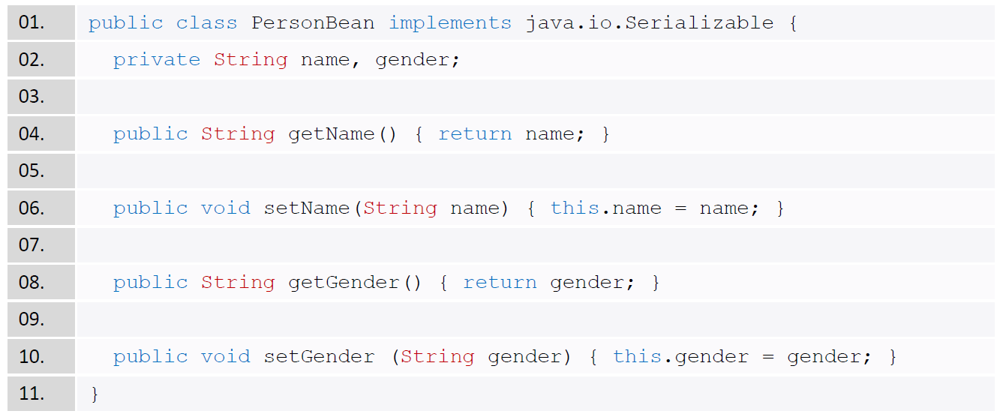 01. public class PersonBean implements java.io.Serializable {
02. private String name, gender;
03.
04. public String getName() { return name; }
05.
06. public void setName(String name) { this.name = name; }
07.
08. public String getGender() { return gender; }
09.
10. public void setGender (String gender) { this.gender = gender; }
11. }